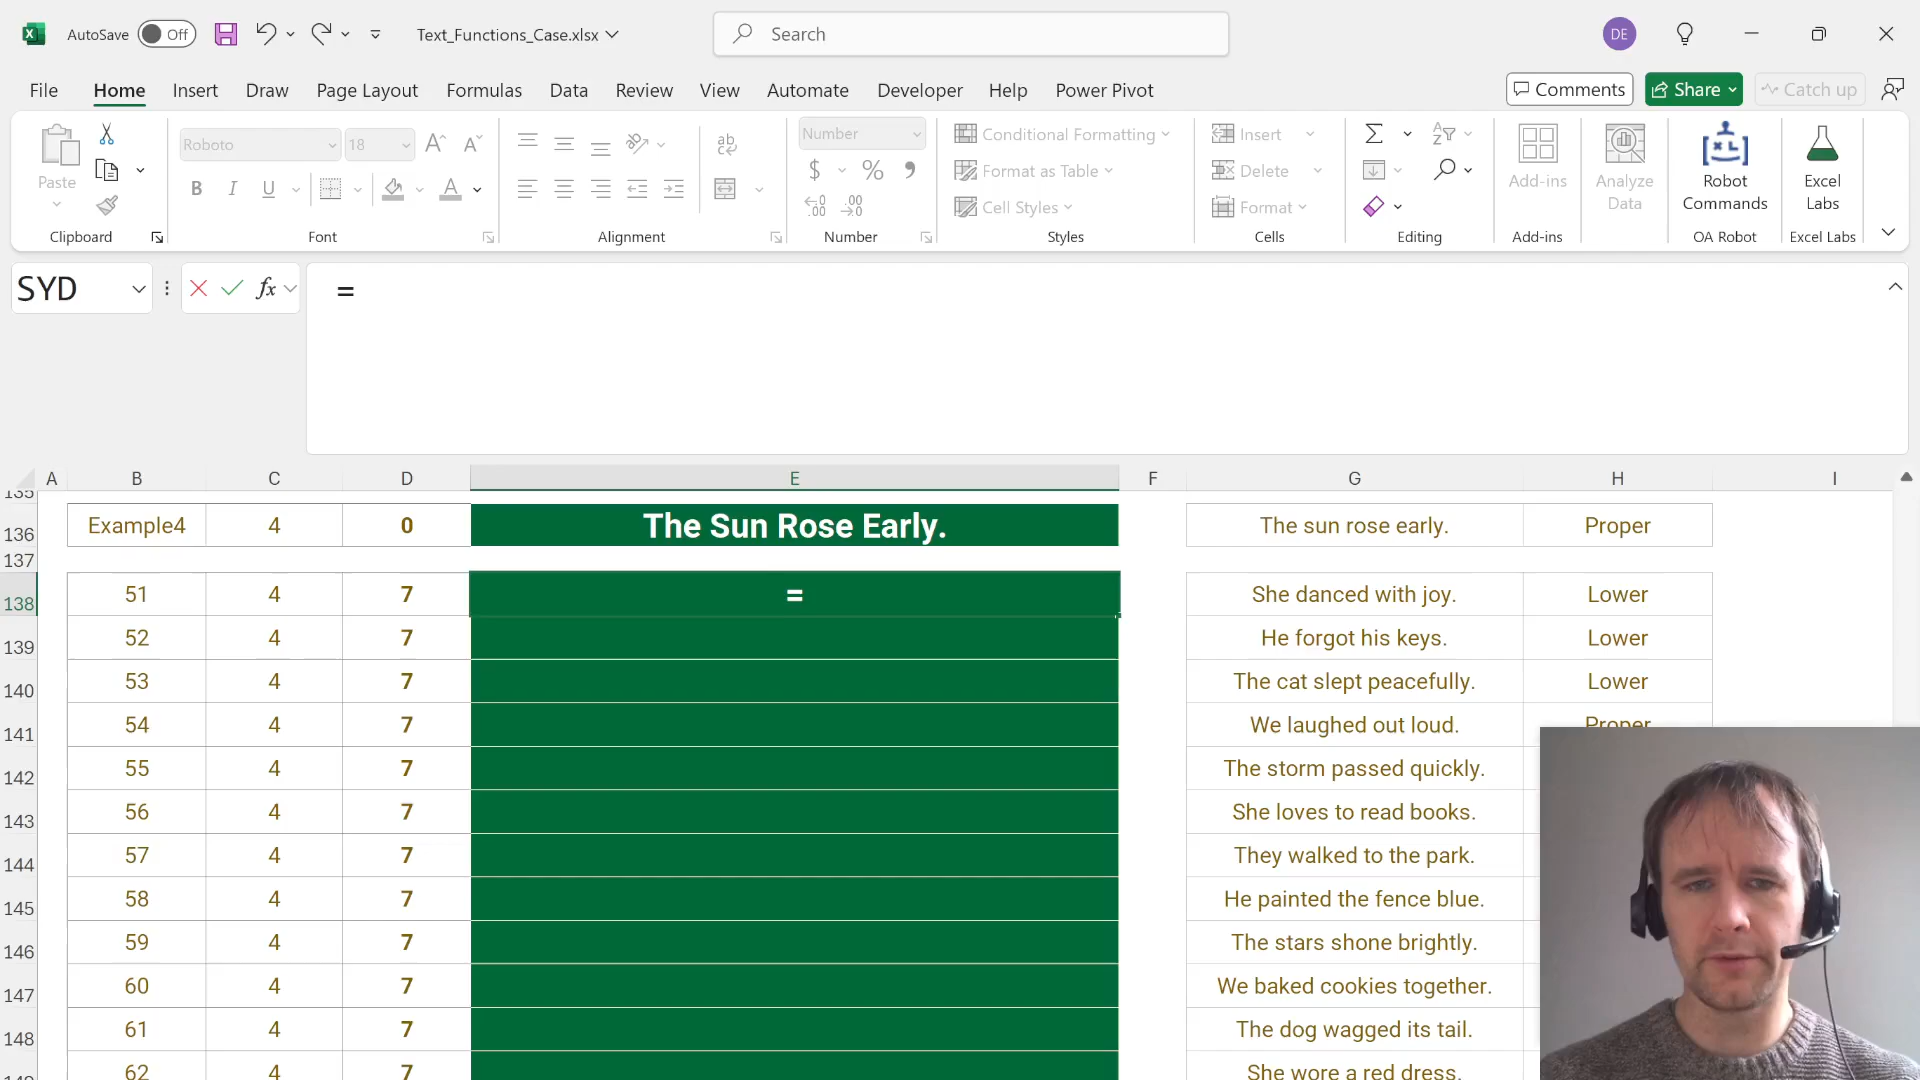 AutoSave Off Text_Functions_Case.xlsx Search DE
File Home Insert Draw Page Layout Formulas Data Review View Automate Developer Help Power Pivot Comments Share Catch up
Paste
Clipboard
Roboto 18
B I U
Font
ab
Alignment
Number
$ % 9
Number
Conditional Formatting
Format as Table
Cell Styles
Styles
Insert
Delete
Format
Cells
Editing
Add-ins
Add-ins
Analyze Data
Robot Commands
OA Robot
Excel Labs
Excel Labs
SYD fx =
A B C D E F G H I
135
136 Example4 4 0 The Sun Rose Early. The sun rose early. Proper
137
138 51 4 7 = She danced with joy. Lower
139 52 4 7 He forgot his keys. Lower
140 53 4 7 The cat slept peacefully. Lower
141 54 4 7 We laughed out loud. Proper
142 55 4 7 The storm passed quickly.
143 56 4 7 She loves to read books.
144 57 4 7 They walked to the park.
145 58 4 7 He painted the fence blue.
146 59 4 7 The stars shone brightly.
147 60 4 7 We baked cookies together.
148 61 4 7 The dog wagged its tail.
62 4 7 She wore a red dress.